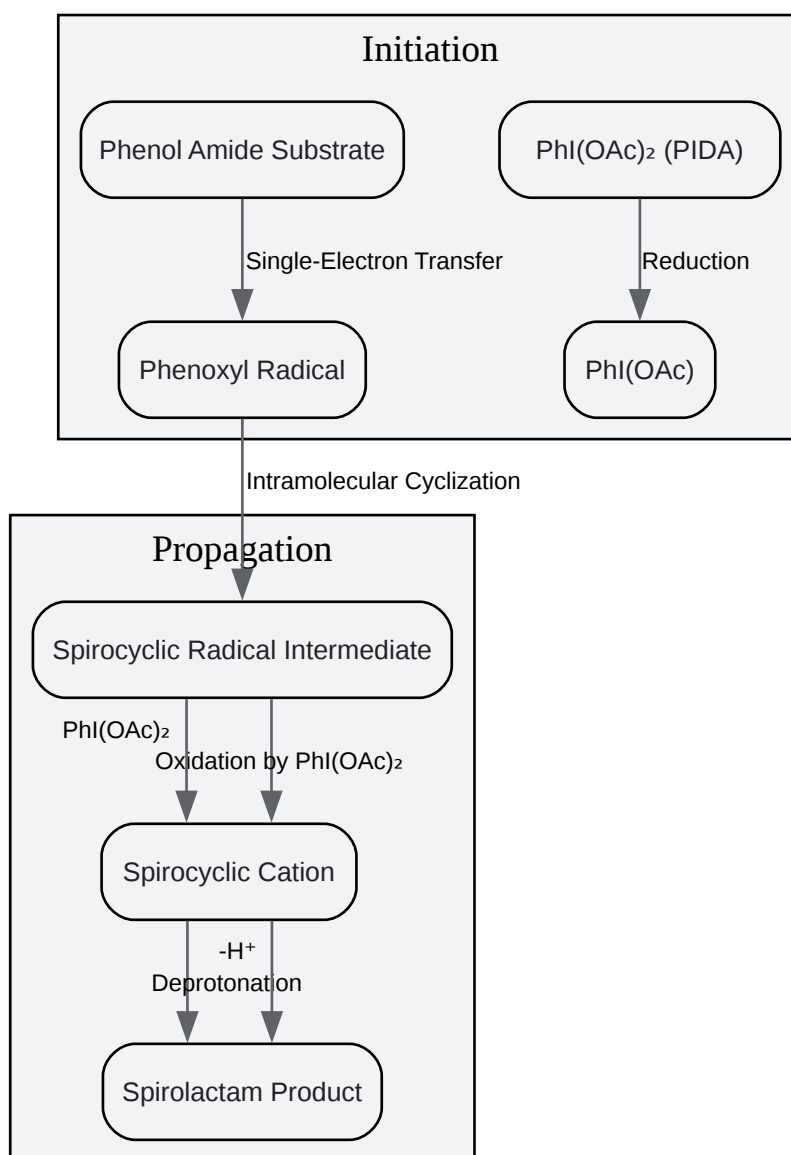 Initiation
Phenol Amide Substrate
PhI(OAc)₂ (PIDA)
Single-Electron Transfer
Reduction
Phenoxyl Radical
PhI(OAc)
Intramolecular Cyclization
Propagation
Spirocyclic Radical Intermediate
PhI(OAc)₂
Oxidation by PhI(OAc)₂
Spirocyclic Cation
-H⁺
Deprotonation
Spirolactam Product